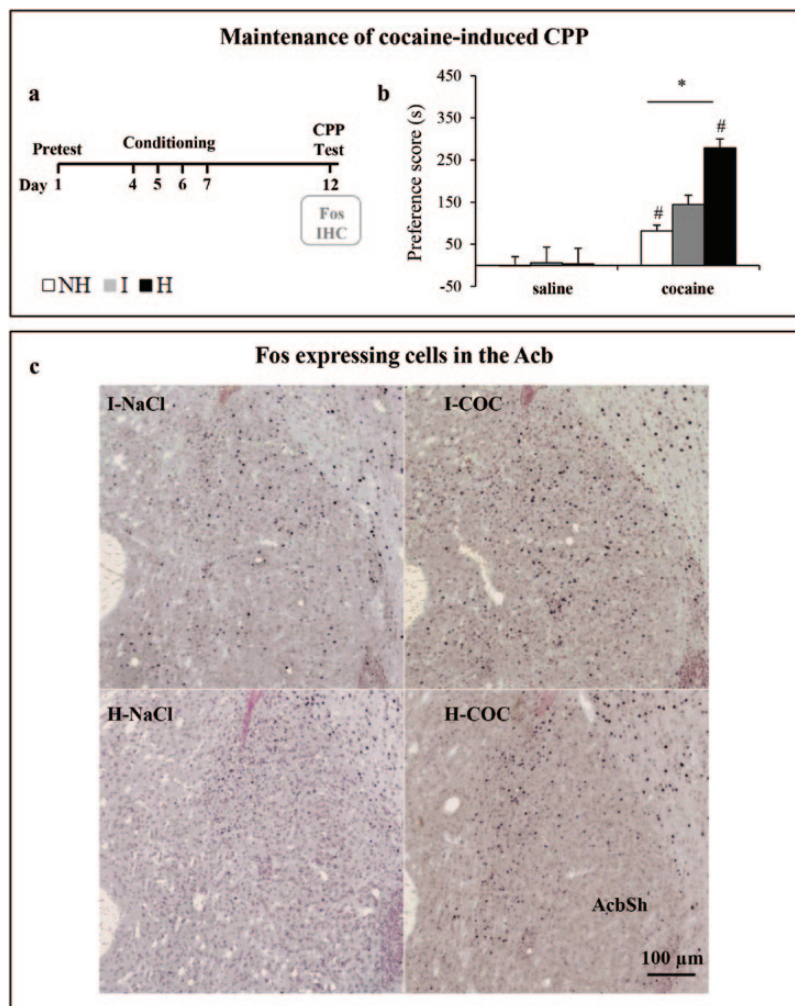 Maintenance of cocaine-induced CPP
a
Pretest Conditioning CPP Test
Day 1 4 5 6 7 12
Fos IHC
NH I H
b
Preference score (s)
450
350
250
150
50
-50
*
#
#
saline cocaine
Fos expressing cells in the Acb
c
I-NaCl I-COC
H-NaCl H-COC
AcbSh
100 µm